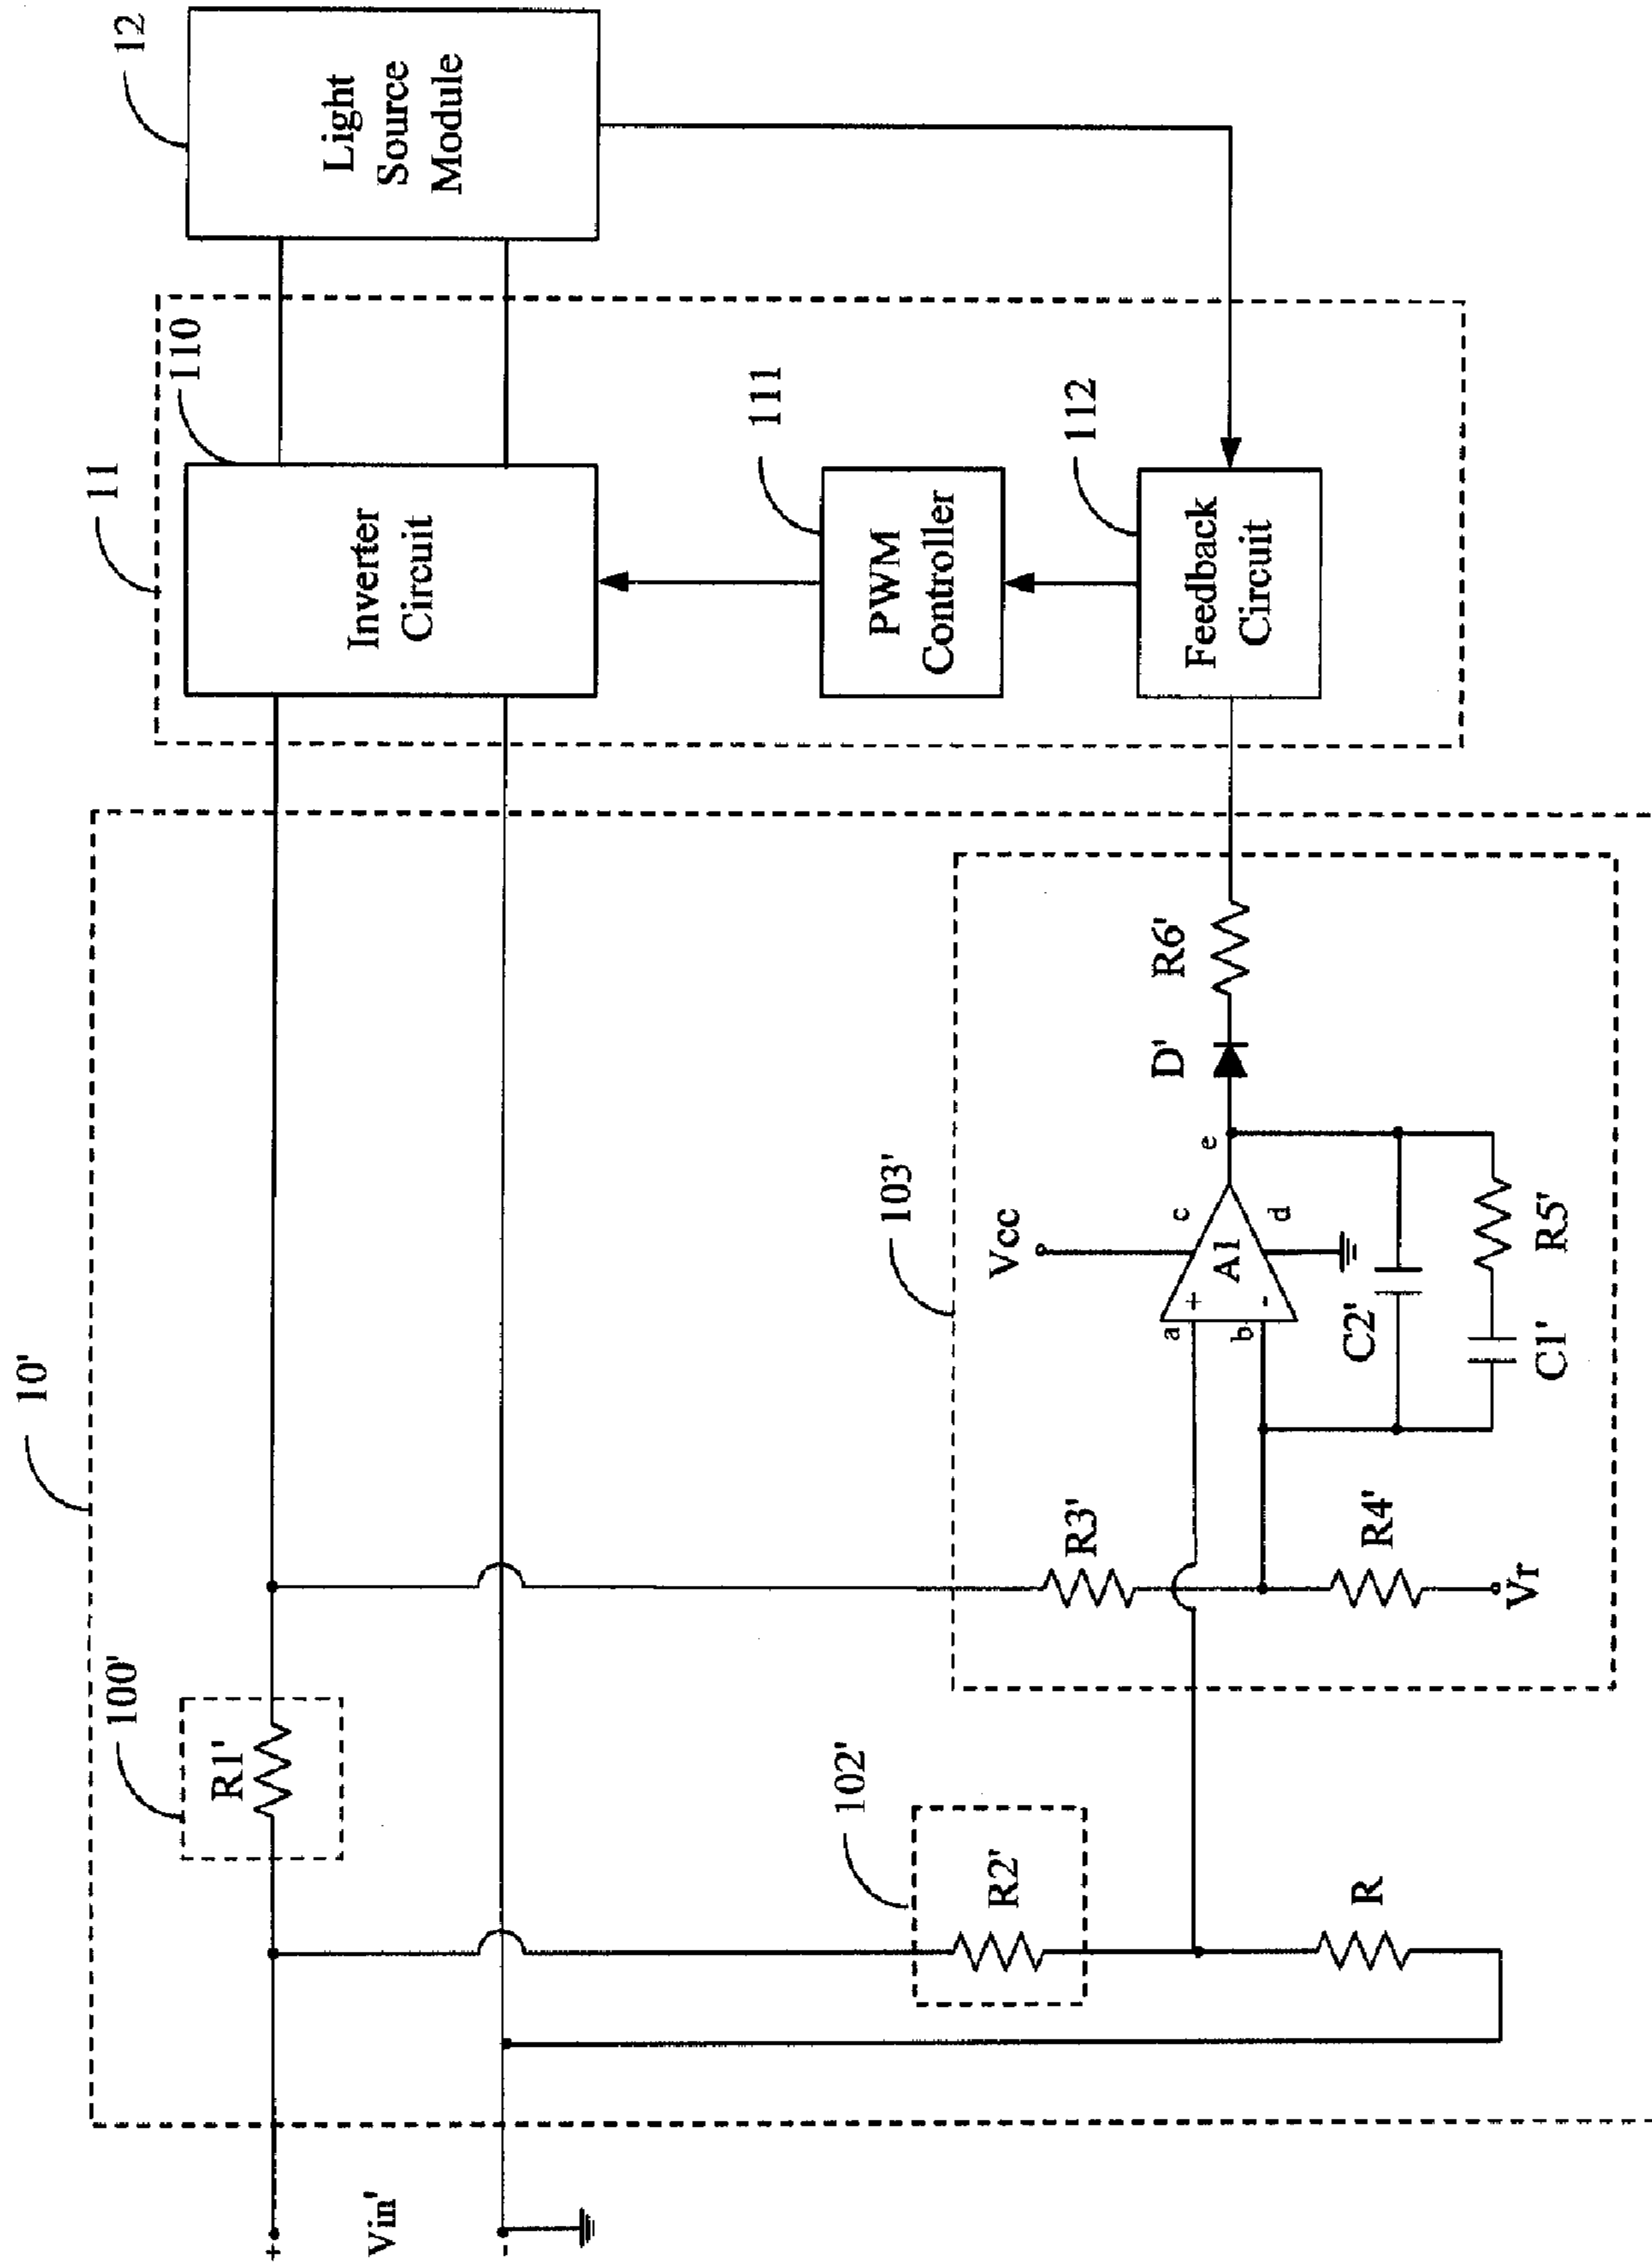 10'
11
12
110
Light
Source
Module
Inverter
Circuit
100'
R1'
+
Vin'
-
111
PWM
Controller
102'
R2'
103'
Vcc
112
Feedback
Circuit
R3'
a
+
A1
c
e
D'
R6'
b
-
d
R
R4'
Vr
C2'
C1'
R5'